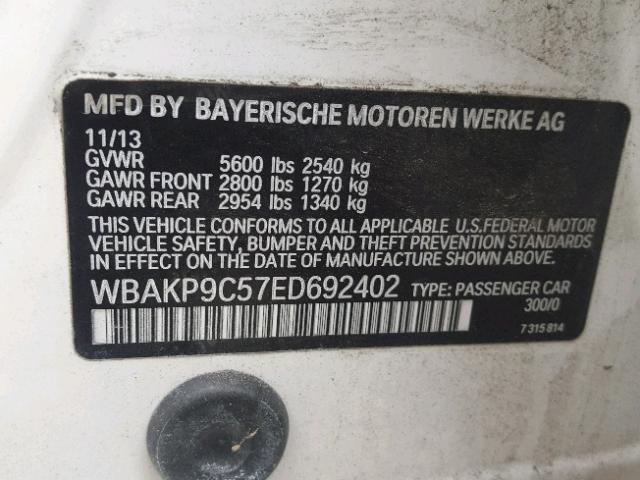 MFD BY BAYERISCHE MOTOREN WERKE AG
11/13
GVWR 5600 lbs 2540 kg
GAWR FRONT 2800 lbs 1270 kg
GAWR REAR 2954 lbs 1340 kg
THIS VEHICLE CONFORMS TO ALL APPLICABLE U.S.FEDERAL MOTOR
VEHICLE SAFETY, BUMPER AND THEFT PREVENTION STANDARDS
IN EFFECT ON THE DATE OF MANUFACTURE SHOWN ABOVE.
WBAKP9C57ED692402 TYPE: PASSENGER CAR
300/0
7 315 814